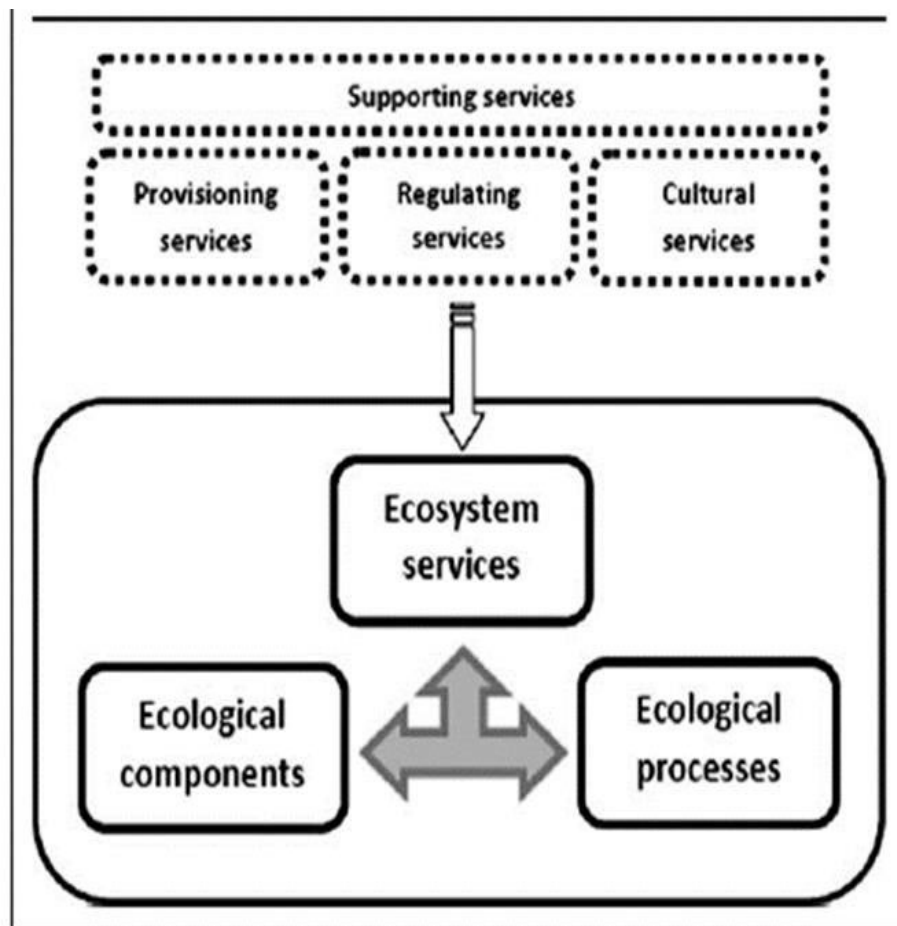 Supporting services
Provisioning
services
Regulating
services
Cultural
services
Ecosystem
services
Ecological
components
Ecological
processes